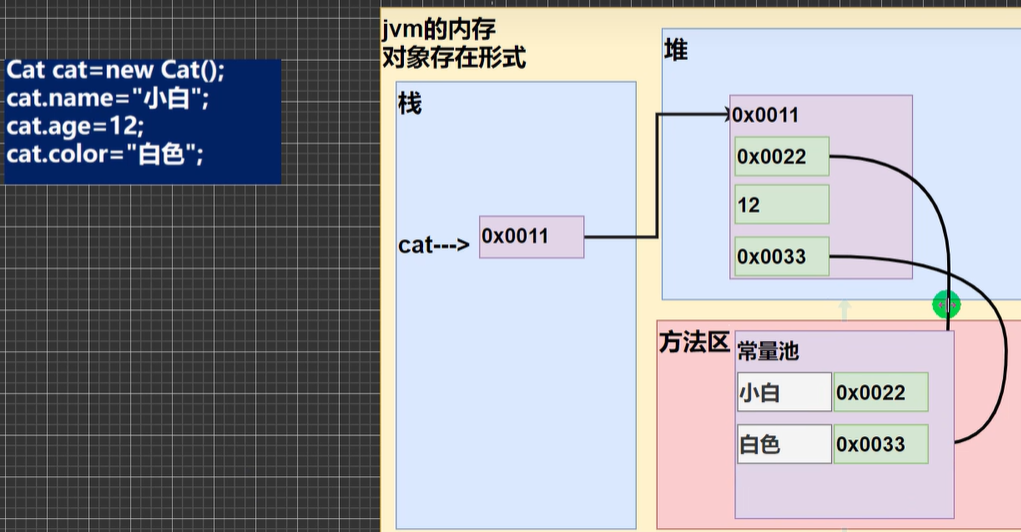 Cat cat=new Cat();
cat.name="小白";
cat.age=12;
cat.color="白色";
jvm的内存
对象存在形式
栈
cat--->
0x0011
堆
0x0011
0x0022
12
0x0033
方法区
常量池
小白 0x0022
白色 0x0033